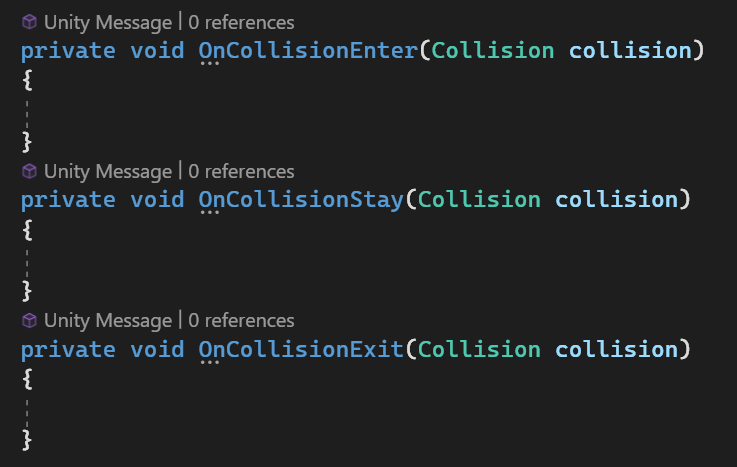 Unity Message | 0 references
private void OnCollisionEnter(Collision collision)
{
}
Unity Message | 0 references
private void OnCollisionStay(Collision collision)
{
}
Unity Message | 0 references
private void OnCollisionExit(Collision collision)
{
}